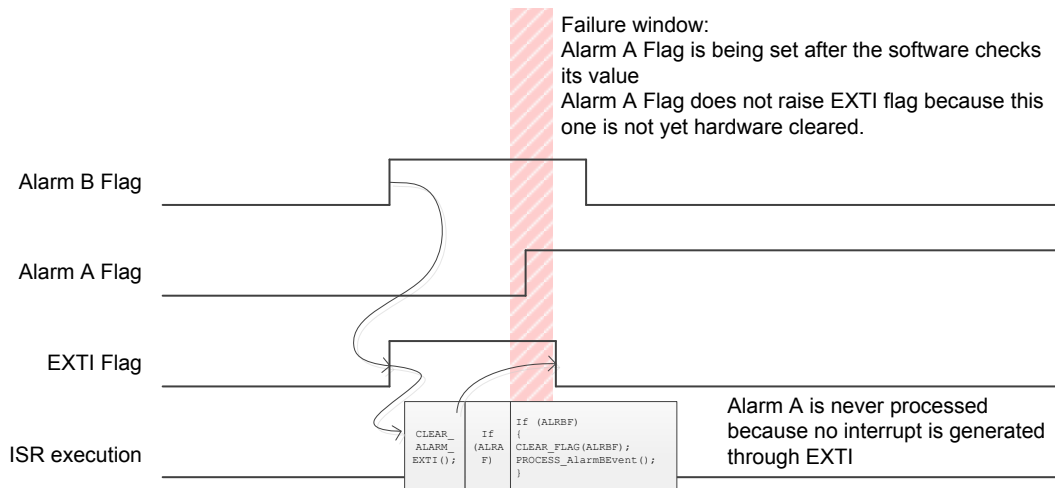 Failure window:
Alarm A Flag is being set after the software checks
its value
Alarm A Flag does not raise EXTI flag because this
one is not yet hardware cleared.
Alarm B Flag
Alarm A Flag
EXTI Flag
ISR execution
CLEAR_
ALARM_
EXTI();
If
(ALRA
F)
If (ALRBF)
{
CLEAR_FLAG(ALRBF);
PROCESS_AlarmBEvent();
}
Alarm A is never processed
because no interrupt is generated
through EXTI